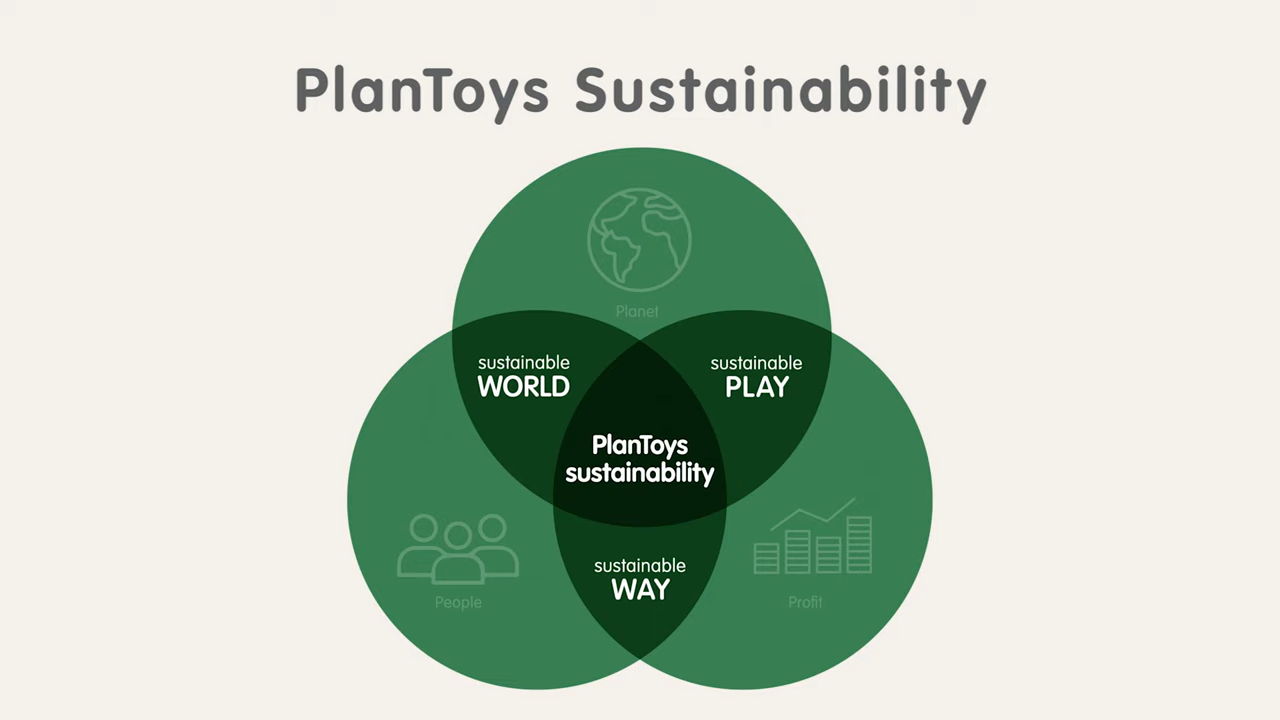 PlanToys Sustainability
Planet
sustainable
WORLD
sustainable
PLAY
PlanToys
sustainability
sustainable
WAY
People
Profit